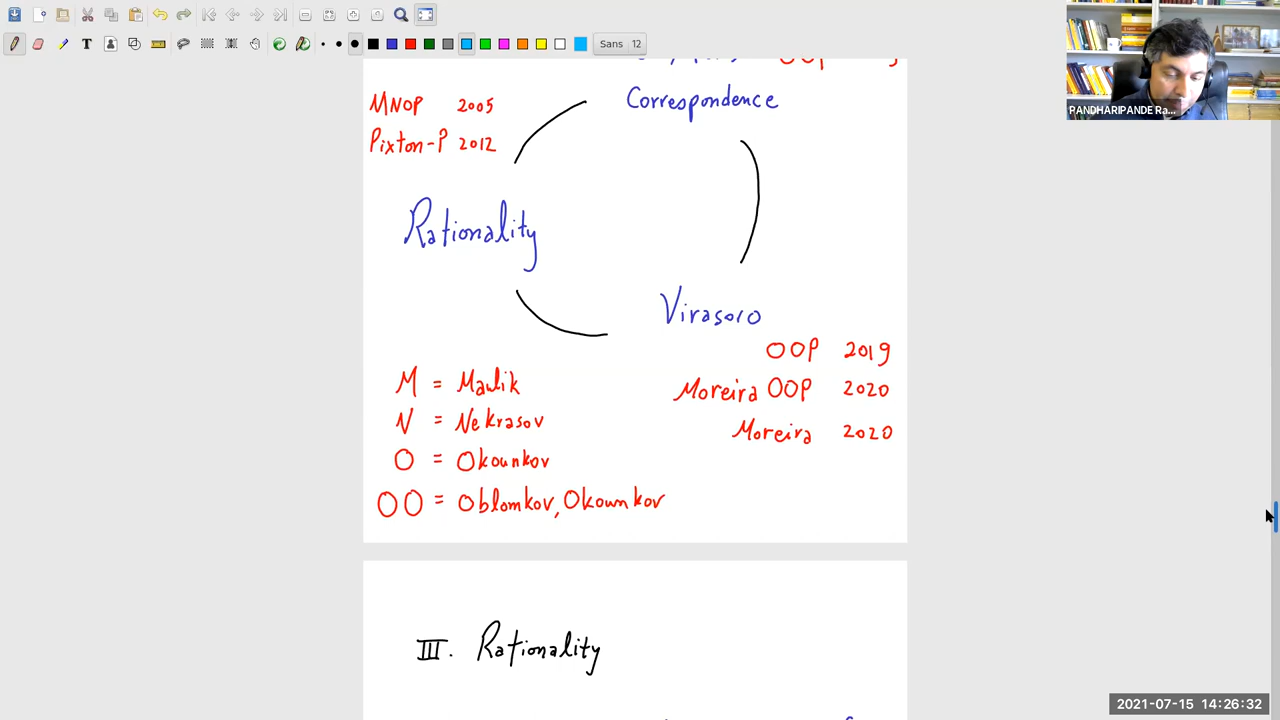 Sans 12
PANDHARIPANDE Ra...
OOP
MNOP 2005
Correspondence
Pixton-P 2012
Rationality
Virasoro
OOP 2019
M = Maulik
Moreira OOP 2020
N = Nekrasov
Moreira 2020
O = Okounkov
OO = Oblomkov, Okounkov
III. Rationality
2021-07-15 14:26:32